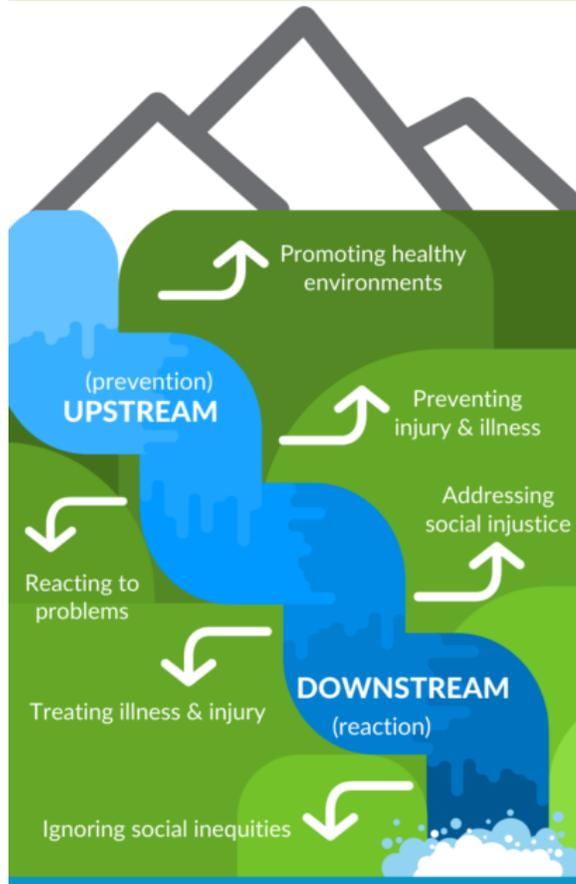 Promoting healthy
environments
(prevention)
UPSTREAM
Preventing
injury & illness
Addressing
social injustice
Reacting to
problems
Treating illness & injury
DOWNSTREAM
(reaction)
Ignoring social inequities